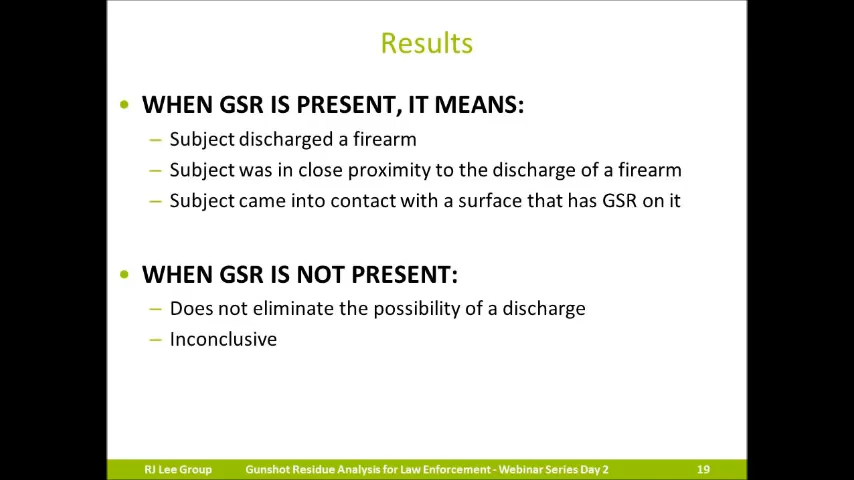 Results
• WHEN GSR IS PRESENT, IT MEANS:
– Subject discharged a firearm
– Subject was in close proximity to the discharge of a firearm
– Subject came into contact with a surface that has GSR on it
• WHEN GSR IS NOT PRESENT:
– Does not eliminate the possibility of a discharge
– Inconclusive
RJ Lee Group Gunshot Residue Analysis for Law Enforcement - Webinar Series Day 2 19